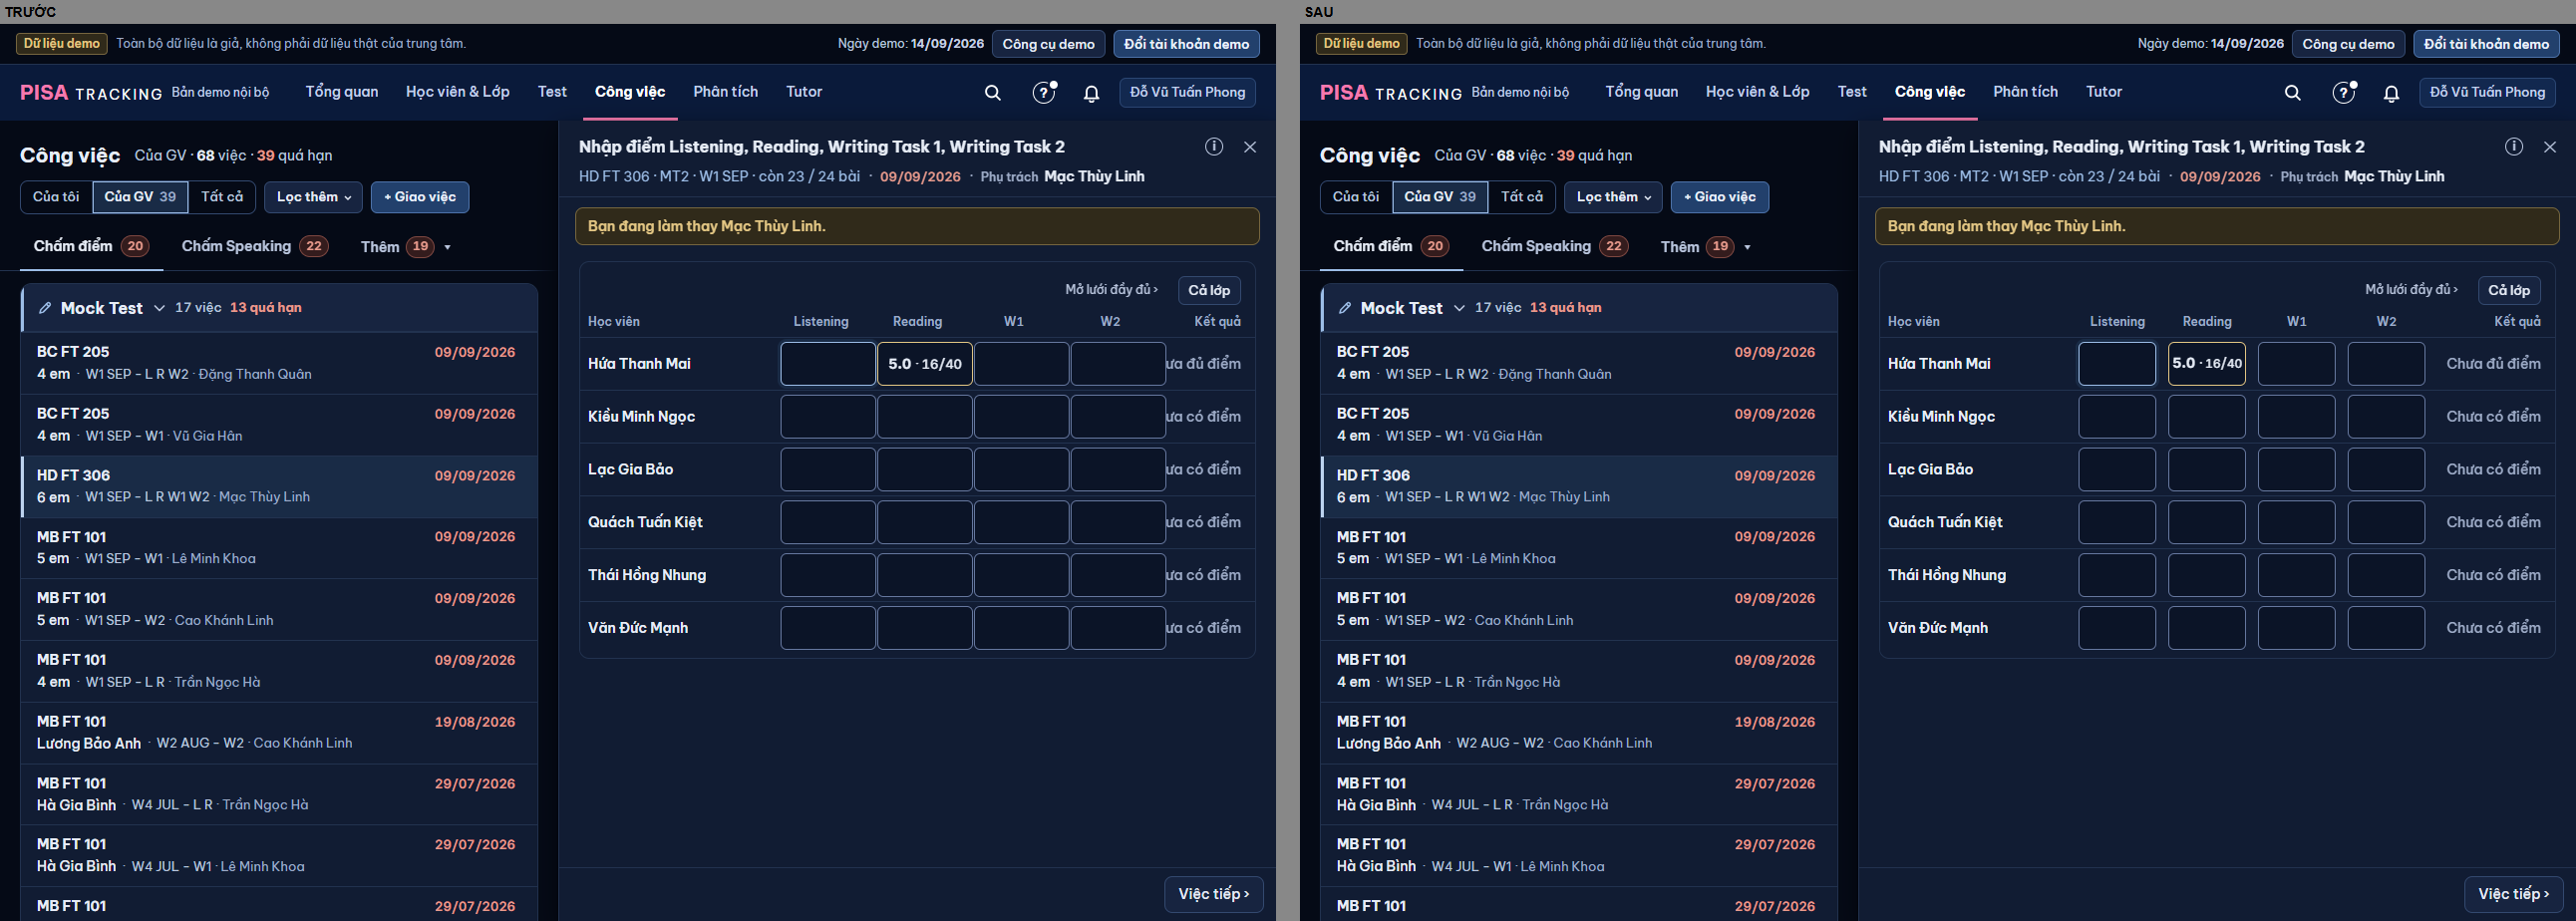 TRƯỚC
Dữ liệu demo Toàn bộ dữ liệu là giả, không phải dữ liệu thật của trung tâm. Ngày demo: 14/09/2026 Công cụ demo Đổi tài khoản demo
PISA TRACKING Bản demo nội bộ Tổng quan Học viên & Lớp Test Công việc Phân tích Tutor ? Đỗ Vũ Tuấn Phong
Công việc Của GV · 68 việc · 39 quá hạn
Của tôi Của GV 39 Tất cả Lọc thêm + Giao việc
Chấm điểm 20 Chấm Speaking 22 Thêm 19
Mock Test 17 việc 13 quá hạn
BC FT 205 09/09/2026
4 em · W1 SEP - L R W2 · Đặng Thanh Quân
BC FT 205 09/09/2026
4 em · W1 SEP - W1 · Vũ Gia Hân
HD FT 306 09/09/2026
6 em · W1 SEP - L R W1 W2 · Mạc Thùy Linh
MB FT 101 09/09/2026
5 em · W1 SEP - W1 · Lê Minh Khoa
MB FT 101 09/09/2026
5 em · W1 SEP - W2 · Cao Khánh Linh
MB FT 101 09/09/2026
4 em · W1 SEP - L R · Trần Ngọc Hà
MB FT 101 19/08/2026
Lương Bảo Anh · W2 AUG - W2 · Cao Khánh Linh
MB FT 101 29/07/2026
Hà Gia Bình · W4 JUL - L R · Trần Ngọc Hà
MB FT 101 29/07/2026
Hà Gia Bình · W4 JUL - W1 · Lê Minh Khoa
MB FT 101 29/07/2026
Nhập điểm Listening, Reading, Writing Task 1, Writing Task 2
HD FT 306 · MT2 · W1 SEP · còn 23 / 24 bài · 09/09/2026 · Phụ trách Mạc Thùy Linh
Bạn đang làm thay Mạc Thùy Linh.
Mở lưới đầy đủ › Cả lớp
Học viên Listening Reading W1 W2 Kết quả
Hứa Thanh Mai 5.0 · 16/40 ưa đủ điểm
Kiều Minh Ngọc ưa có điểm
Lạc Gia Bảo ưa có điểm
Quách Tuấn Kiệt ưa có điểm
Thái Hồng Nhung ưa có điểm
Văn Đức Mạnh ưa có điểm
Việc tiếp ›
SAU
Dữ liệu demo Toàn bộ dữ liệu là giả, không phải dữ liệu thật của trung tâm. Ngày demo: 14/09/2026 Công cụ demo Đổi tài khoản demo
PISA TRACKING Bản demo nội bộ Tổng quan Học viên & Lớp Test Công việc Phân tích Tutor ? Đỗ Vũ Tuấn Phong
Công việc Của GV · 68 việc · 39 quá hạn
Của tôi Của GV 39 Tất cả Lọc thêm + Giao việc
Chấm điểm 20 Chấm Speaking 22 Thêm 19
Mock Test 17 việc 13 quá hạn
BC FT 205 09/09/2026
4 em · W1 SEP - L R W2 · Đặng Thanh Quân
BC FT 205 09/09/2026
4 em · W1 SEP - W1 · Vũ Gia Hân
HD FT 306 09/09/2026
6 em · W1 SEP - L R W1 W2 · Mạc Thùy Linh
MB FT 101 09/09/2026
5 em · W1 SEP - W1 · Lê Minh Khoa
MB FT 101 09/09/2026
5 em · W1 SEP - W2 · Cao Khánh Linh
MB FT 101 09/09/2026
4 em · W1 SEP - L R · Trần Ngọc Hà
MB FT 101 19/08/2026
Lương Bảo Anh · W2 AUG - W2 · Cao Khánh Linh
MB FT 101 29/07/2026
Hà Gia Bình · W4 JUL - L R · Trần Ngọc Hà
MB FT 101 29/07/2026
Hà Gia Bình · W4 JUL - W1 · Lê Minh Khoa
MB FT 101 29/07/2026
Nhập điểm Listening, Reading, Writing Task 1, Writing Task 2
HD FT 306 · MT2 · W1 SEP · còn 23 / 24 bài · 09/09/2026 · Phụ trách Mạc Thùy Linh
Bạn đang làm thay Mạc Thùy Linh.
Mở lưới đầy đủ › Cả lớp
Học viên Listening Reading W1 W2 Kết quả
Hứa Thanh Mai 5.0 · 16/40 Chưa đủ điểm
Kiều Minh Ngọc Chưa có điểm
Lạc Gia Bảo Chưa có điểm
Quách Tuấn Kiệt Chưa có điểm
Thái Hồng Nhung Chưa có điểm
Văn Đức Mạnh Chưa có điểm
Việc tiếp ›